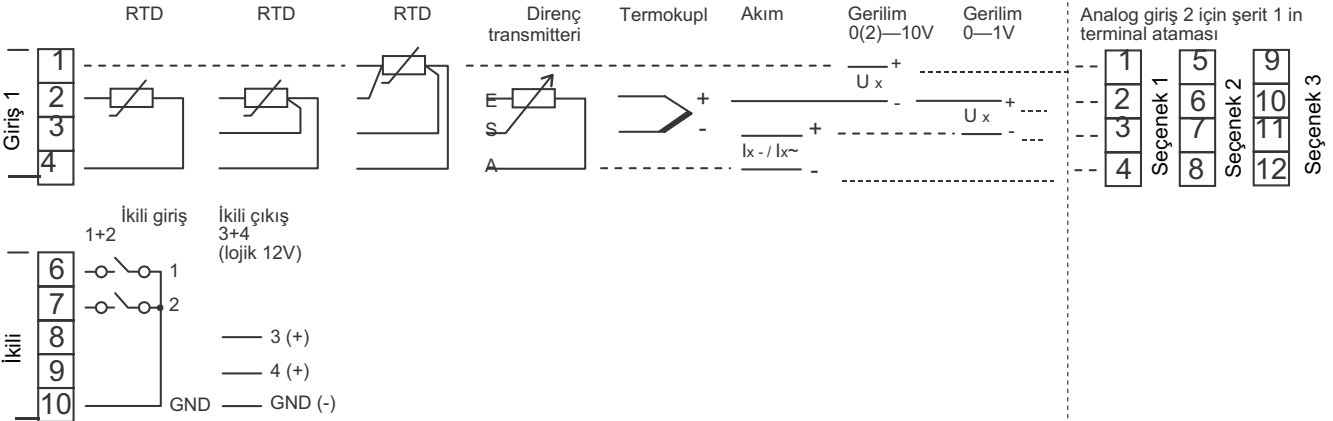 RTD
RTD
RTD
Direnç
transmitteri
Termokupl
Akım
Gerilim
0(2)—10V
Gerilim
0—1V
Analog giriş 2 için şerit 1 in
terminal ataması
Giriş 1
1
2
3
4
E
S
A
+
-
+
-
Ix - / Ix~
+
-
U x
+
-
U x
1
2
3
4
Seçenek 1
5
6
7
8
Seçenek 2
9
10
11
12
Seçenek 3
İkili giriş
1+2
İkili çıkış
3+4
(lojik 12V)
İkili
6
7
8
9
10
1
2
GND
3 (+)
4 (+)
GND (-)